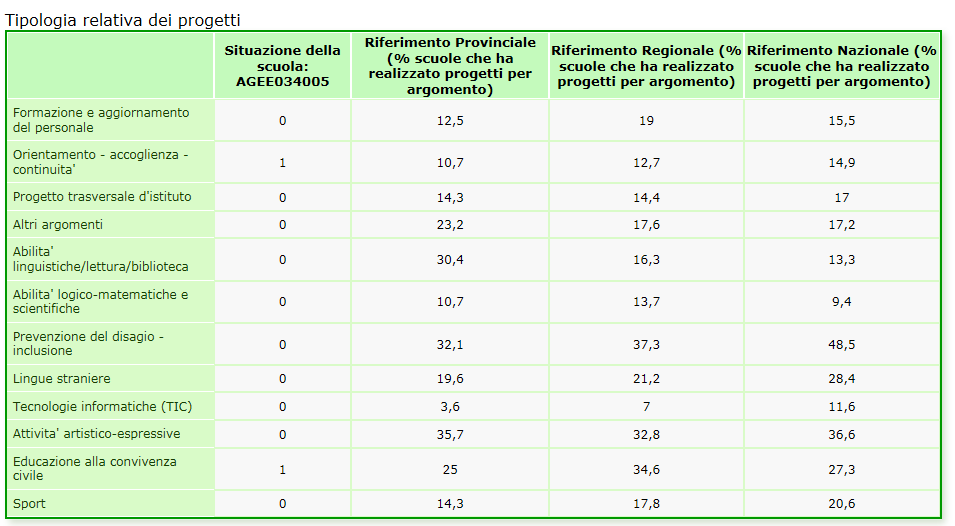 Tipologia relativa dei progetti
Situazione della scuola: AGEE034005 Riferimento Provinciale (% scuole che ha realizzato progetti per argomento) Riferimento Regionale (% scuole che ha realizzato progetti per argomento) Riferimento Nazionale (% scuole che ha realizzato progetti per argomento)
Formazione e aggiornamento del personale 0 12,5 19 15,5
Orientamento - accoglienza - continuita' 1 10,7 12,7 14,9
Progetto trasversale d'istituto 0 14,3 14,4 17
Altri argomenti 0 23,2 17,6 17,2
Abilita' linguistiche/lettura/biblioteca 0 30,4 16,3 13,3
Abilita' logico-matematiche e scientifiche 0 10,7 13,7 9,4
Prevenzione del disagio - inclusione 0 32,1 37,3 48,5
Lingue straniere 0 19,6 21,2 28,4
Tecnologie informatiche (TIC) 0 3,6 7 11,6
Attivita' artistico-espressive 0 35,7 32,8 36,6
Educazione alla convivenza civile 1 25 34,6 27,3
Sport 0 14,3 17,8 20,6